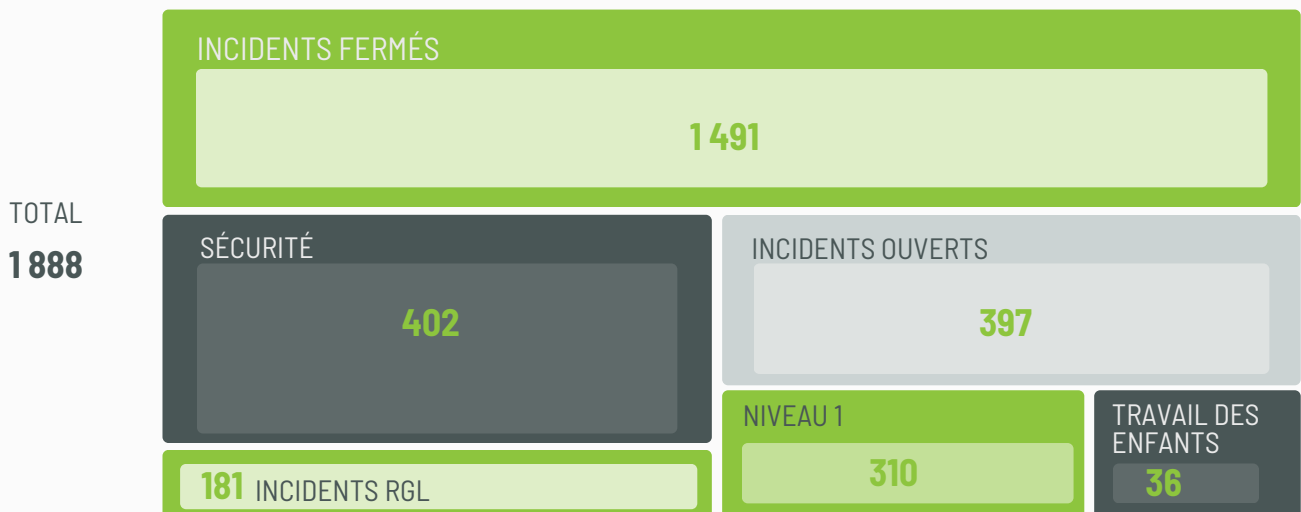 TOTAL
1 888
INCIDENTS FERMÉS
1 491
SÉCURITÉ
402
INCIDENTS OUVERTS
397
181 INCIDENTS RGL
NIVEAU 1
310
TRAVAIL DES
ENFANTS
36